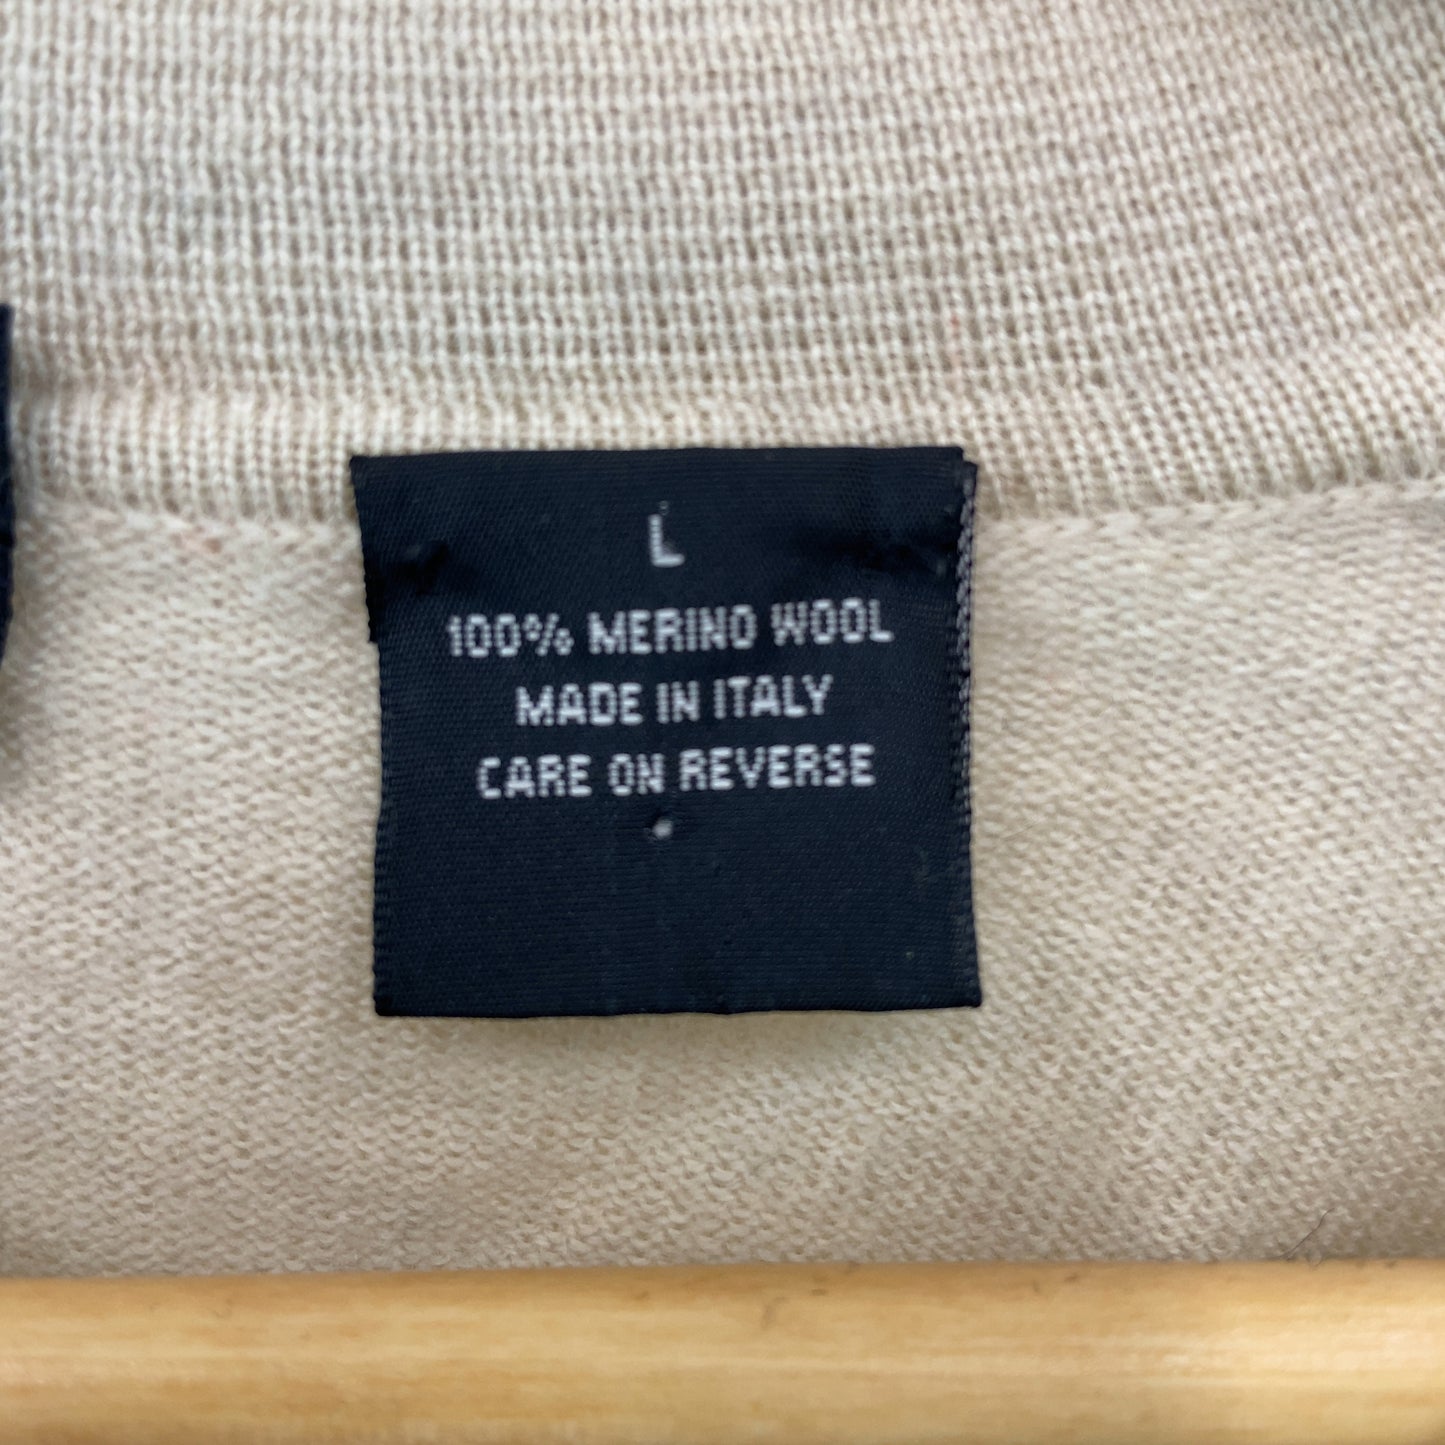 L
100% MERINO WOOL
MADE IN ITALY
CARE ON REVERSE